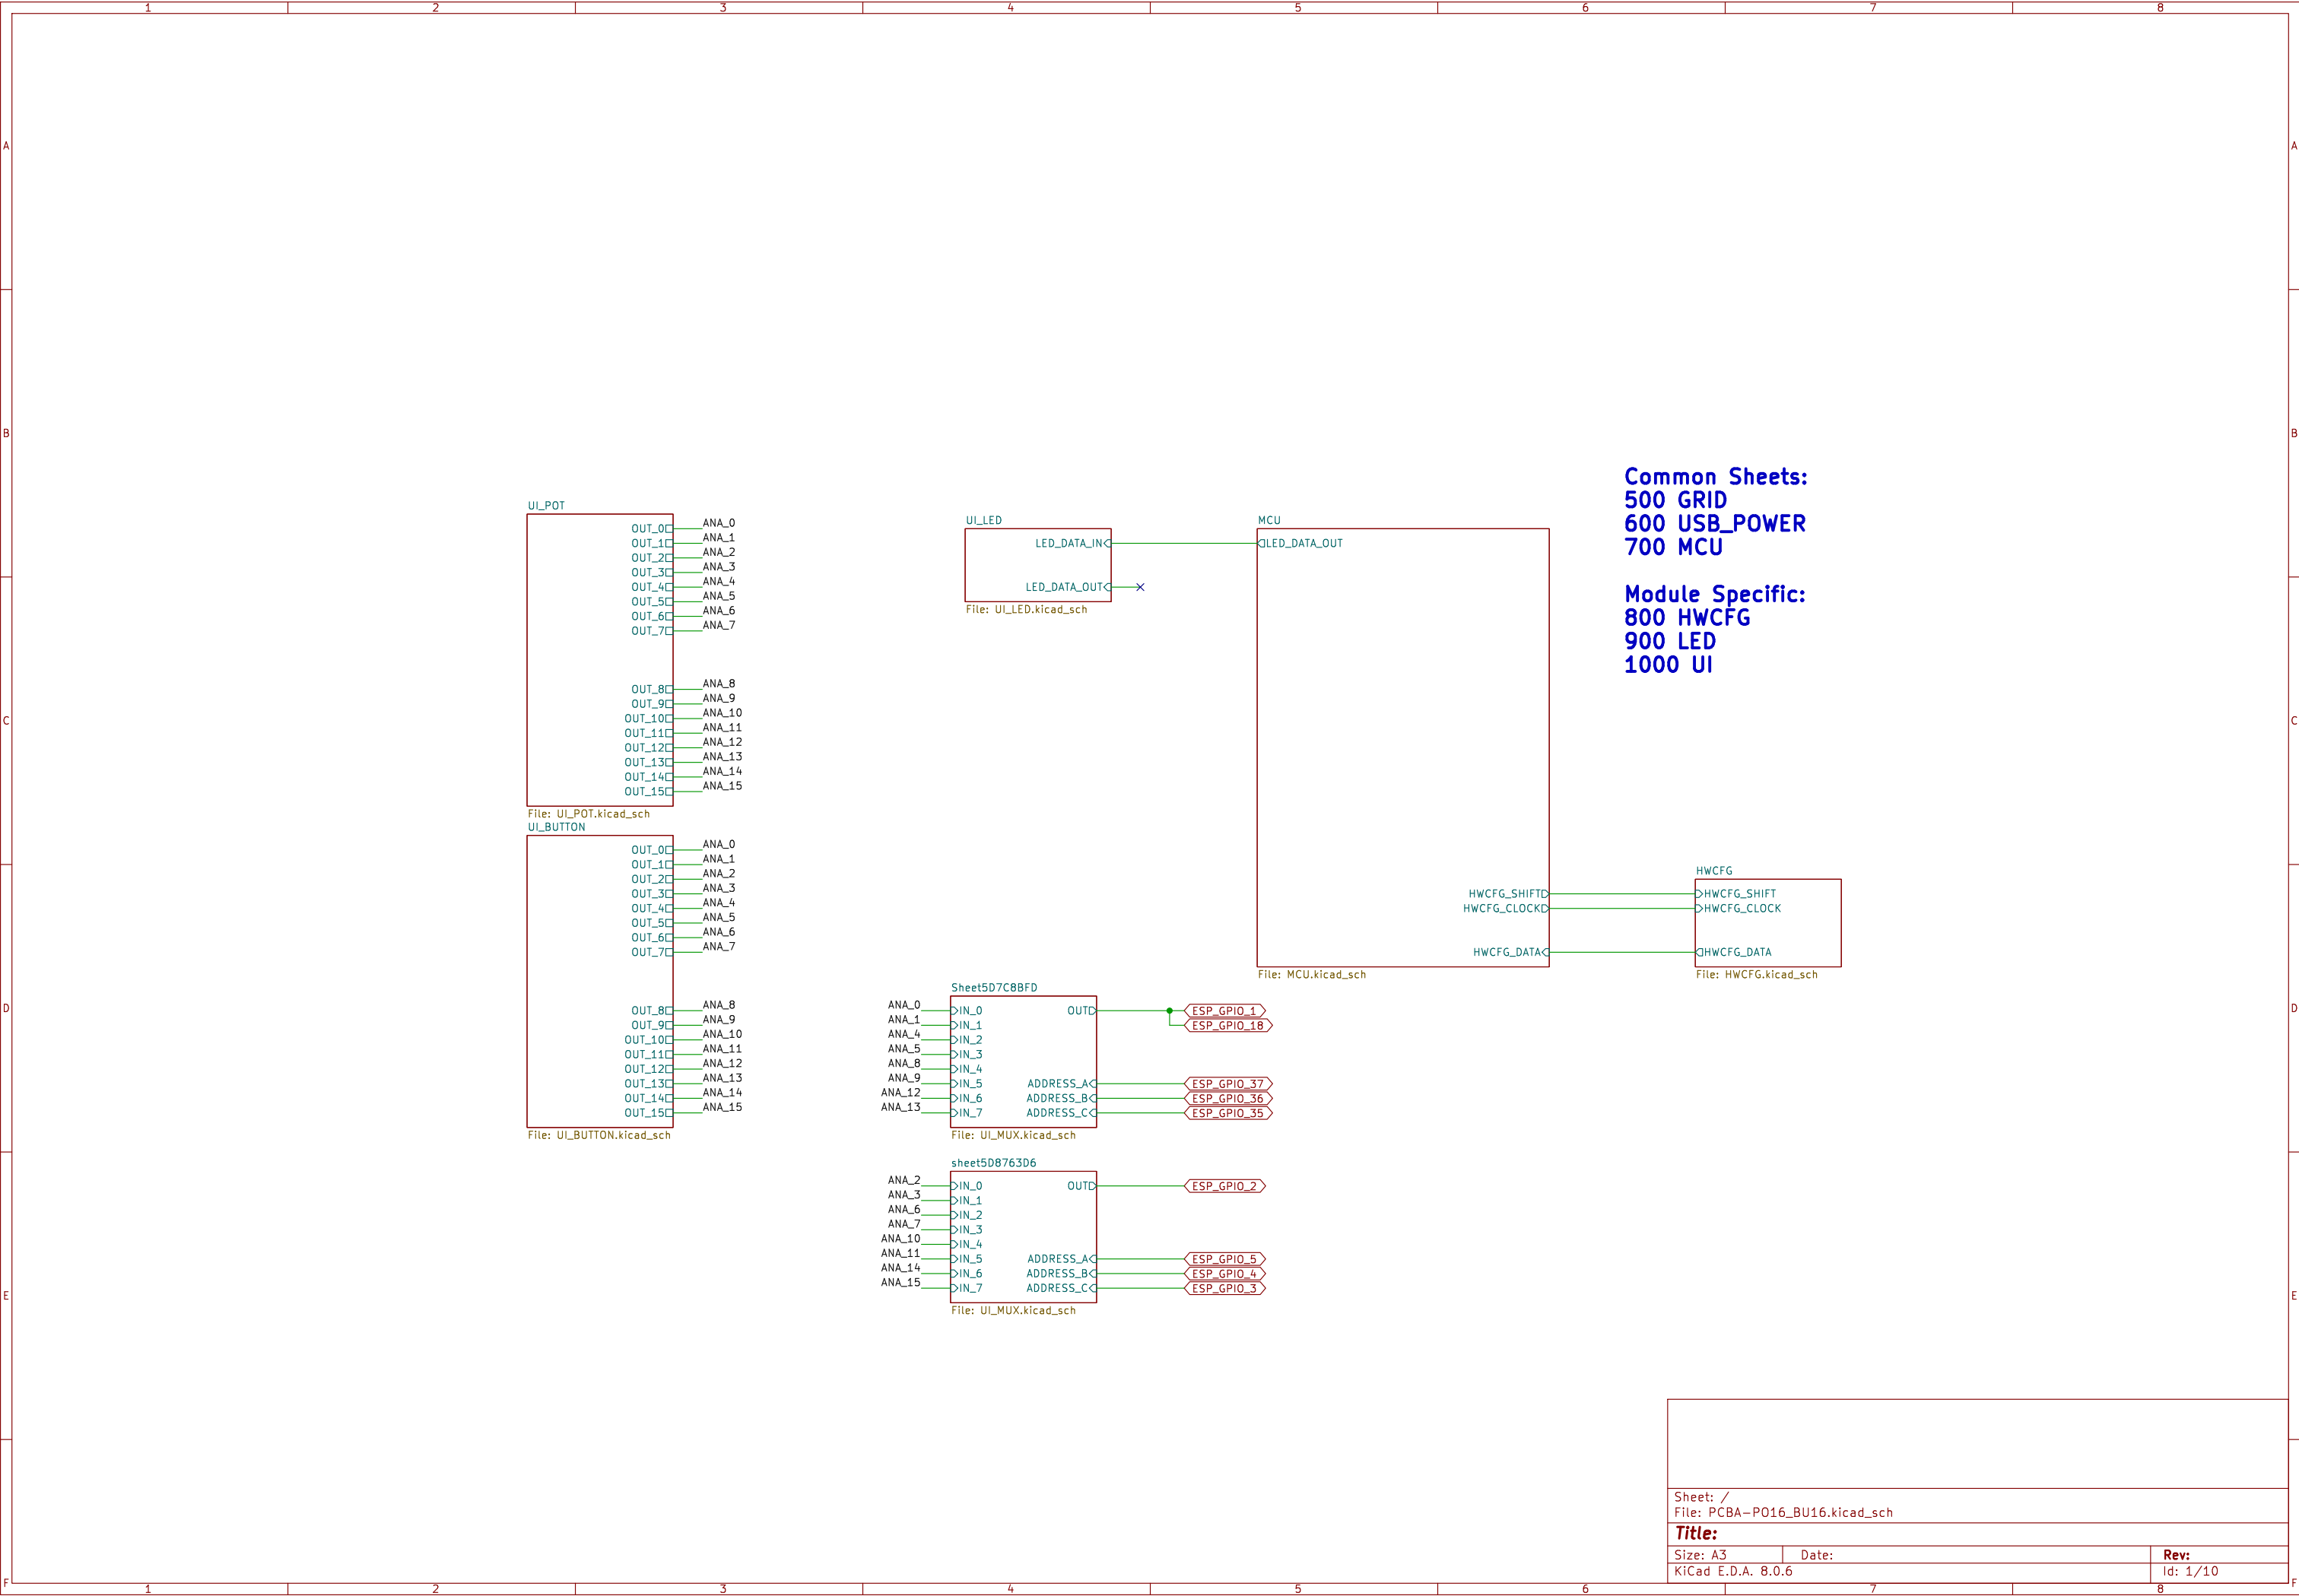 1 2 3 4 5 6 7 8
A A
B B
Common Sheets:
500 GRID
600 USB_POWER
700 MCU
Module Specific:
800 HWCFG
900 LED
1000 UI
UI_POT
OUT_0 ANA_0
OUT_1 ANA_1
OUT_2 ANA_2
OUT_3 ANA_3
OUT_4 ANA_4
OUT_5 ANA_5
OUT_6 ANA_6
OUT_7 ANA_7
OUT_8 ANA_8
OUT_9 ANA_9
OUT_10 ANA_10
OUT_11 ANA_11
OUT_12 ANA_12
OUT_13 ANA_13
OUT_14 ANA_14
OUT_15 ANA_15
File: UI_POT.kicad_sch
UI_LED
LED_DATA_IN
LED_DATA_OUT
File: UI_LED.kicad_sch
MCU
LED_DATA_OUT
HWCFG_SHIFT
HWCFG_CLOCK
HWCFG_DATA
File: MCU.kicad_sch
HWCFG
HWCFG_SHIFT
HWCFG_CLOCK
HWCFG_DATA
File: HWCFG.kicad_sch
C C
UI_BUTTON
OUT_0 ANA_0
OUT_1 ANA_1
OUT_2 ANA_2
OUT_3 ANA_3
OUT_4 ANA_4
OUT_5 ANA_5
OUT_6 ANA_6
OUT_7 ANA_7
OUT_8 ANA_8
OUT_9 ANA_9
OUT_10 ANA_10
OUT_11 ANA_11
OUT_12 ANA_12
OUT_13 ANA_13
OUT_14 ANA_14
OUT_15 ANA_15
File: UI_BUTTON.kicad_sch
D D
Sheet5D7C8BFD
ANA_0 IN_0 OUT ESP_GPIO_1
ANA_1 IN_1 ESP_GPIO_18
ANA_4 IN_2
ANA_5 IN_3
ANA_8 IN_4
ANA_9 IN_5 ADDRESS_A ESP_GPIO_37
ANA_12 IN_6 ADDRESS_B ESP_GPIO_36
ANA_13 IN_7 ADDRESS_C ESP_GPIO_35
File: UI_MUX.kicad_sch
sheet5D8763D6
ANA_2 IN_0 OUT ESP_GPIO_2
ANA_3 IN_1
ANA_6 IN_2
ANA_7 IN_3
ANA_10 IN_4
ANA_11 IN_5 ADDRESS_A ESP_GPIO_5
ANA_14 IN_6 ADDRESS_B ESP_GPIO_4
ANA_15 IN_7 ADDRESS_C ESP_GPIO_3
File: UI_MUX.kicad_sch
E E
Sheet: /
File: PCBA-PO16_BU16.kicad_sch
Title:
Size: A3 Date: Rev:
KiCad E.D.A. 8.0.6 Id: 1/10
F F
1 2 3 4 5 6 7 8